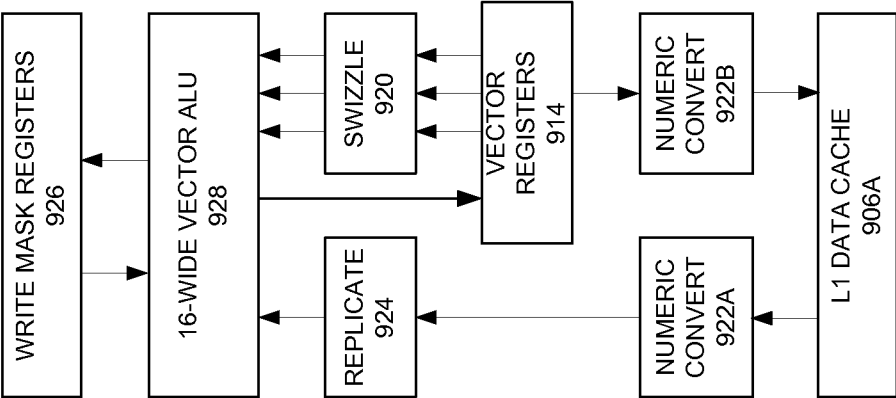 WRITE MASK REGISTERS
926
16-WIDE VECTOR ALU
928
SWIZZLE
920
REPLICATE
924
VECTOR
REGISTERS
914
NUMERIC
CONVERT
922B
NUMERIC
CONVERT
922A
L1 DATA CACHE
906A